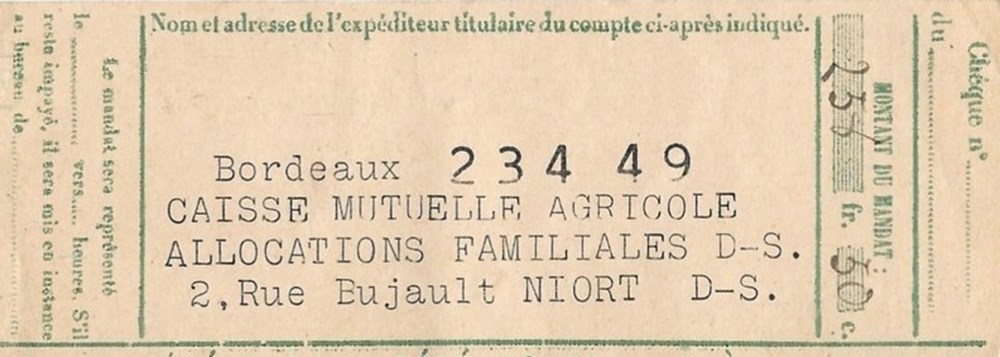 Nom et adresse de l'expéditeur titulaire du compte ci-après indiqué.
Bordeaux 234 49
CAISSE MUTUELLE AGRICOLE
ALLOCATIONS FAMILIALES D-S.
2,Rue Bujault NIORT D-S.
Le mandat sera représenté
le vers heures. S'il
reste impayé, il sera mis en instance
au bureau de
MONTANT DU MANDAT :
fr. 50 c.
Chèque n°
du